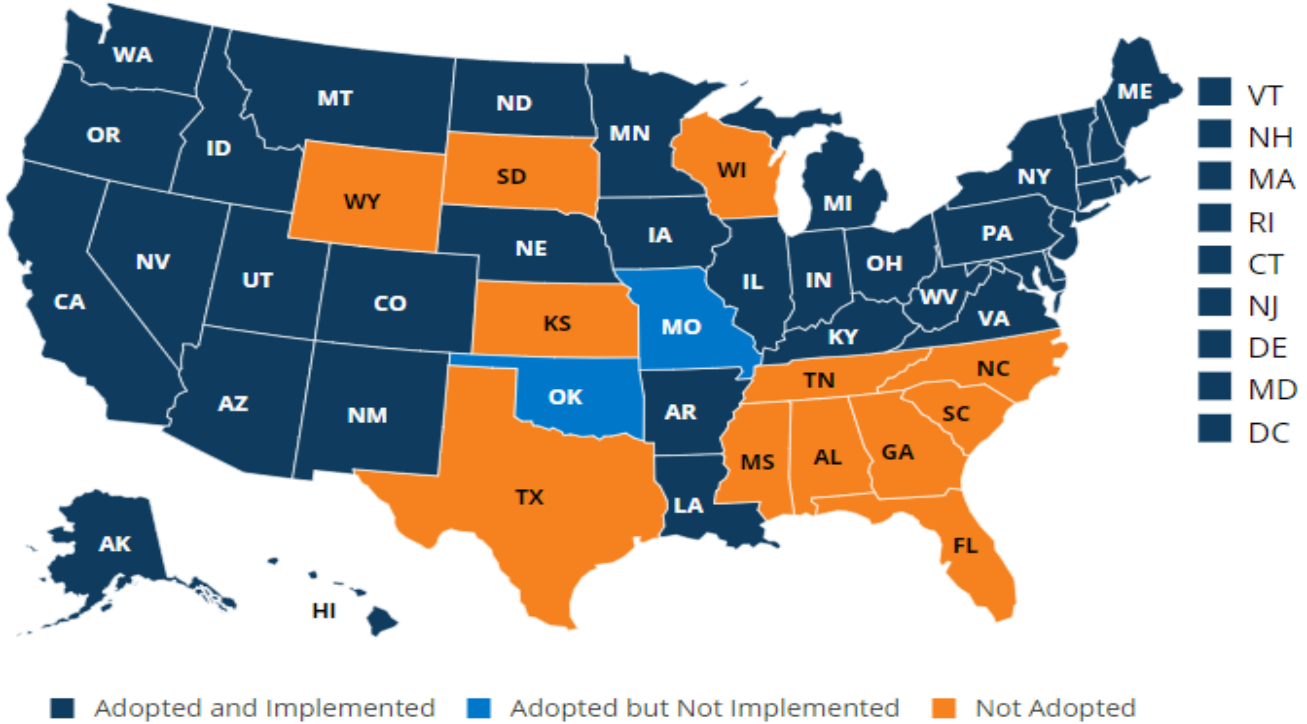 WA
MT
ND
MN
ME
VT
OR
ID
NH
WY
SD
WI
MI
NY
MA
RI
NV
UT
CO
NE
IA
IL
IN
OH
PA
CT
CA
WV
NJ
KS
MO
KY
VA
DE
AZ
NM
OK
AR
TN
NC
MD
SC
DC
TX
LA
MS
AL
GA
FL
AK
HI
Adopted and Implemented Adopted but Not Implemented Not Adopted